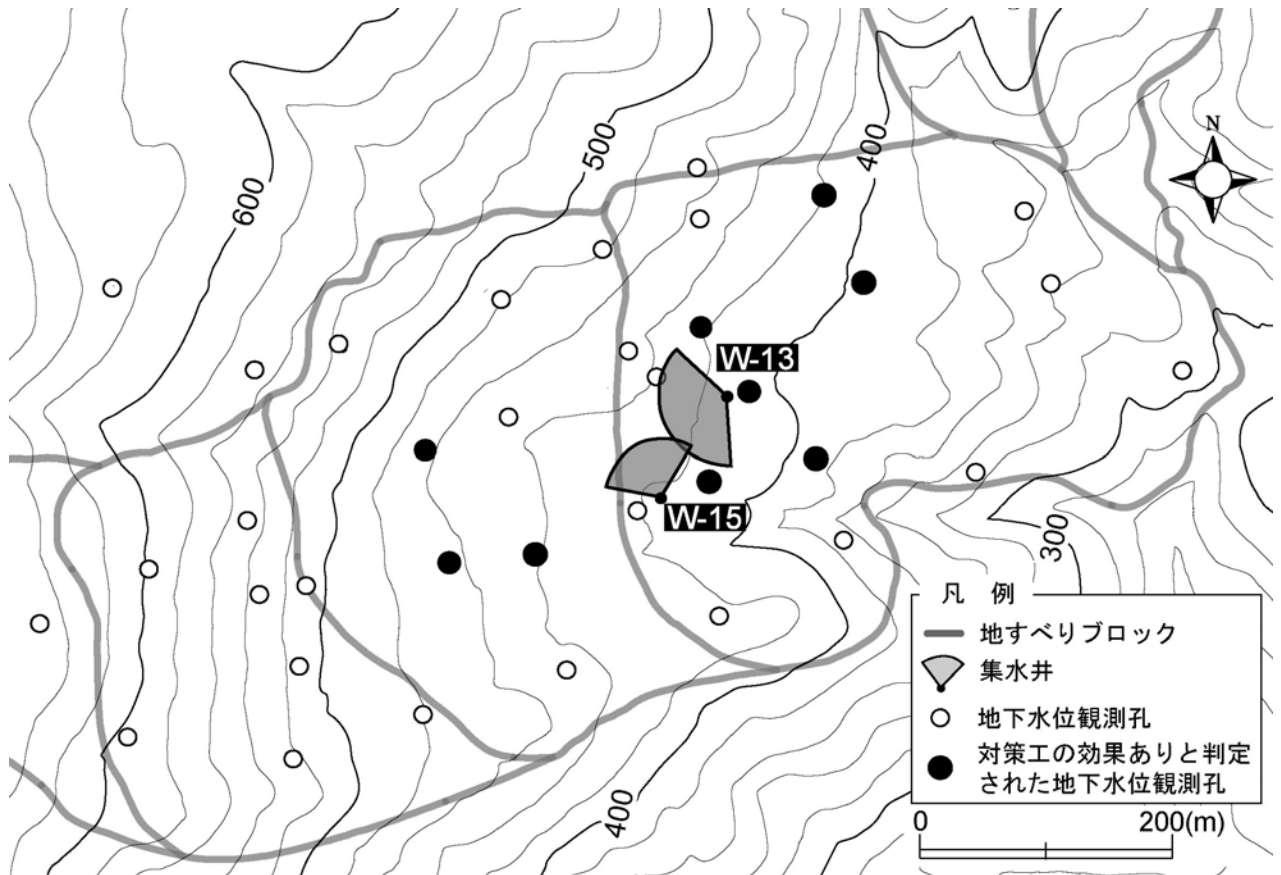 500
400
N
600
W-13
W-15
300
400
凡 例
地すべりブロック
集水井
地下水位観測孔
対策工の効果ありと判定
された地下水位観測孔
0 200(m)